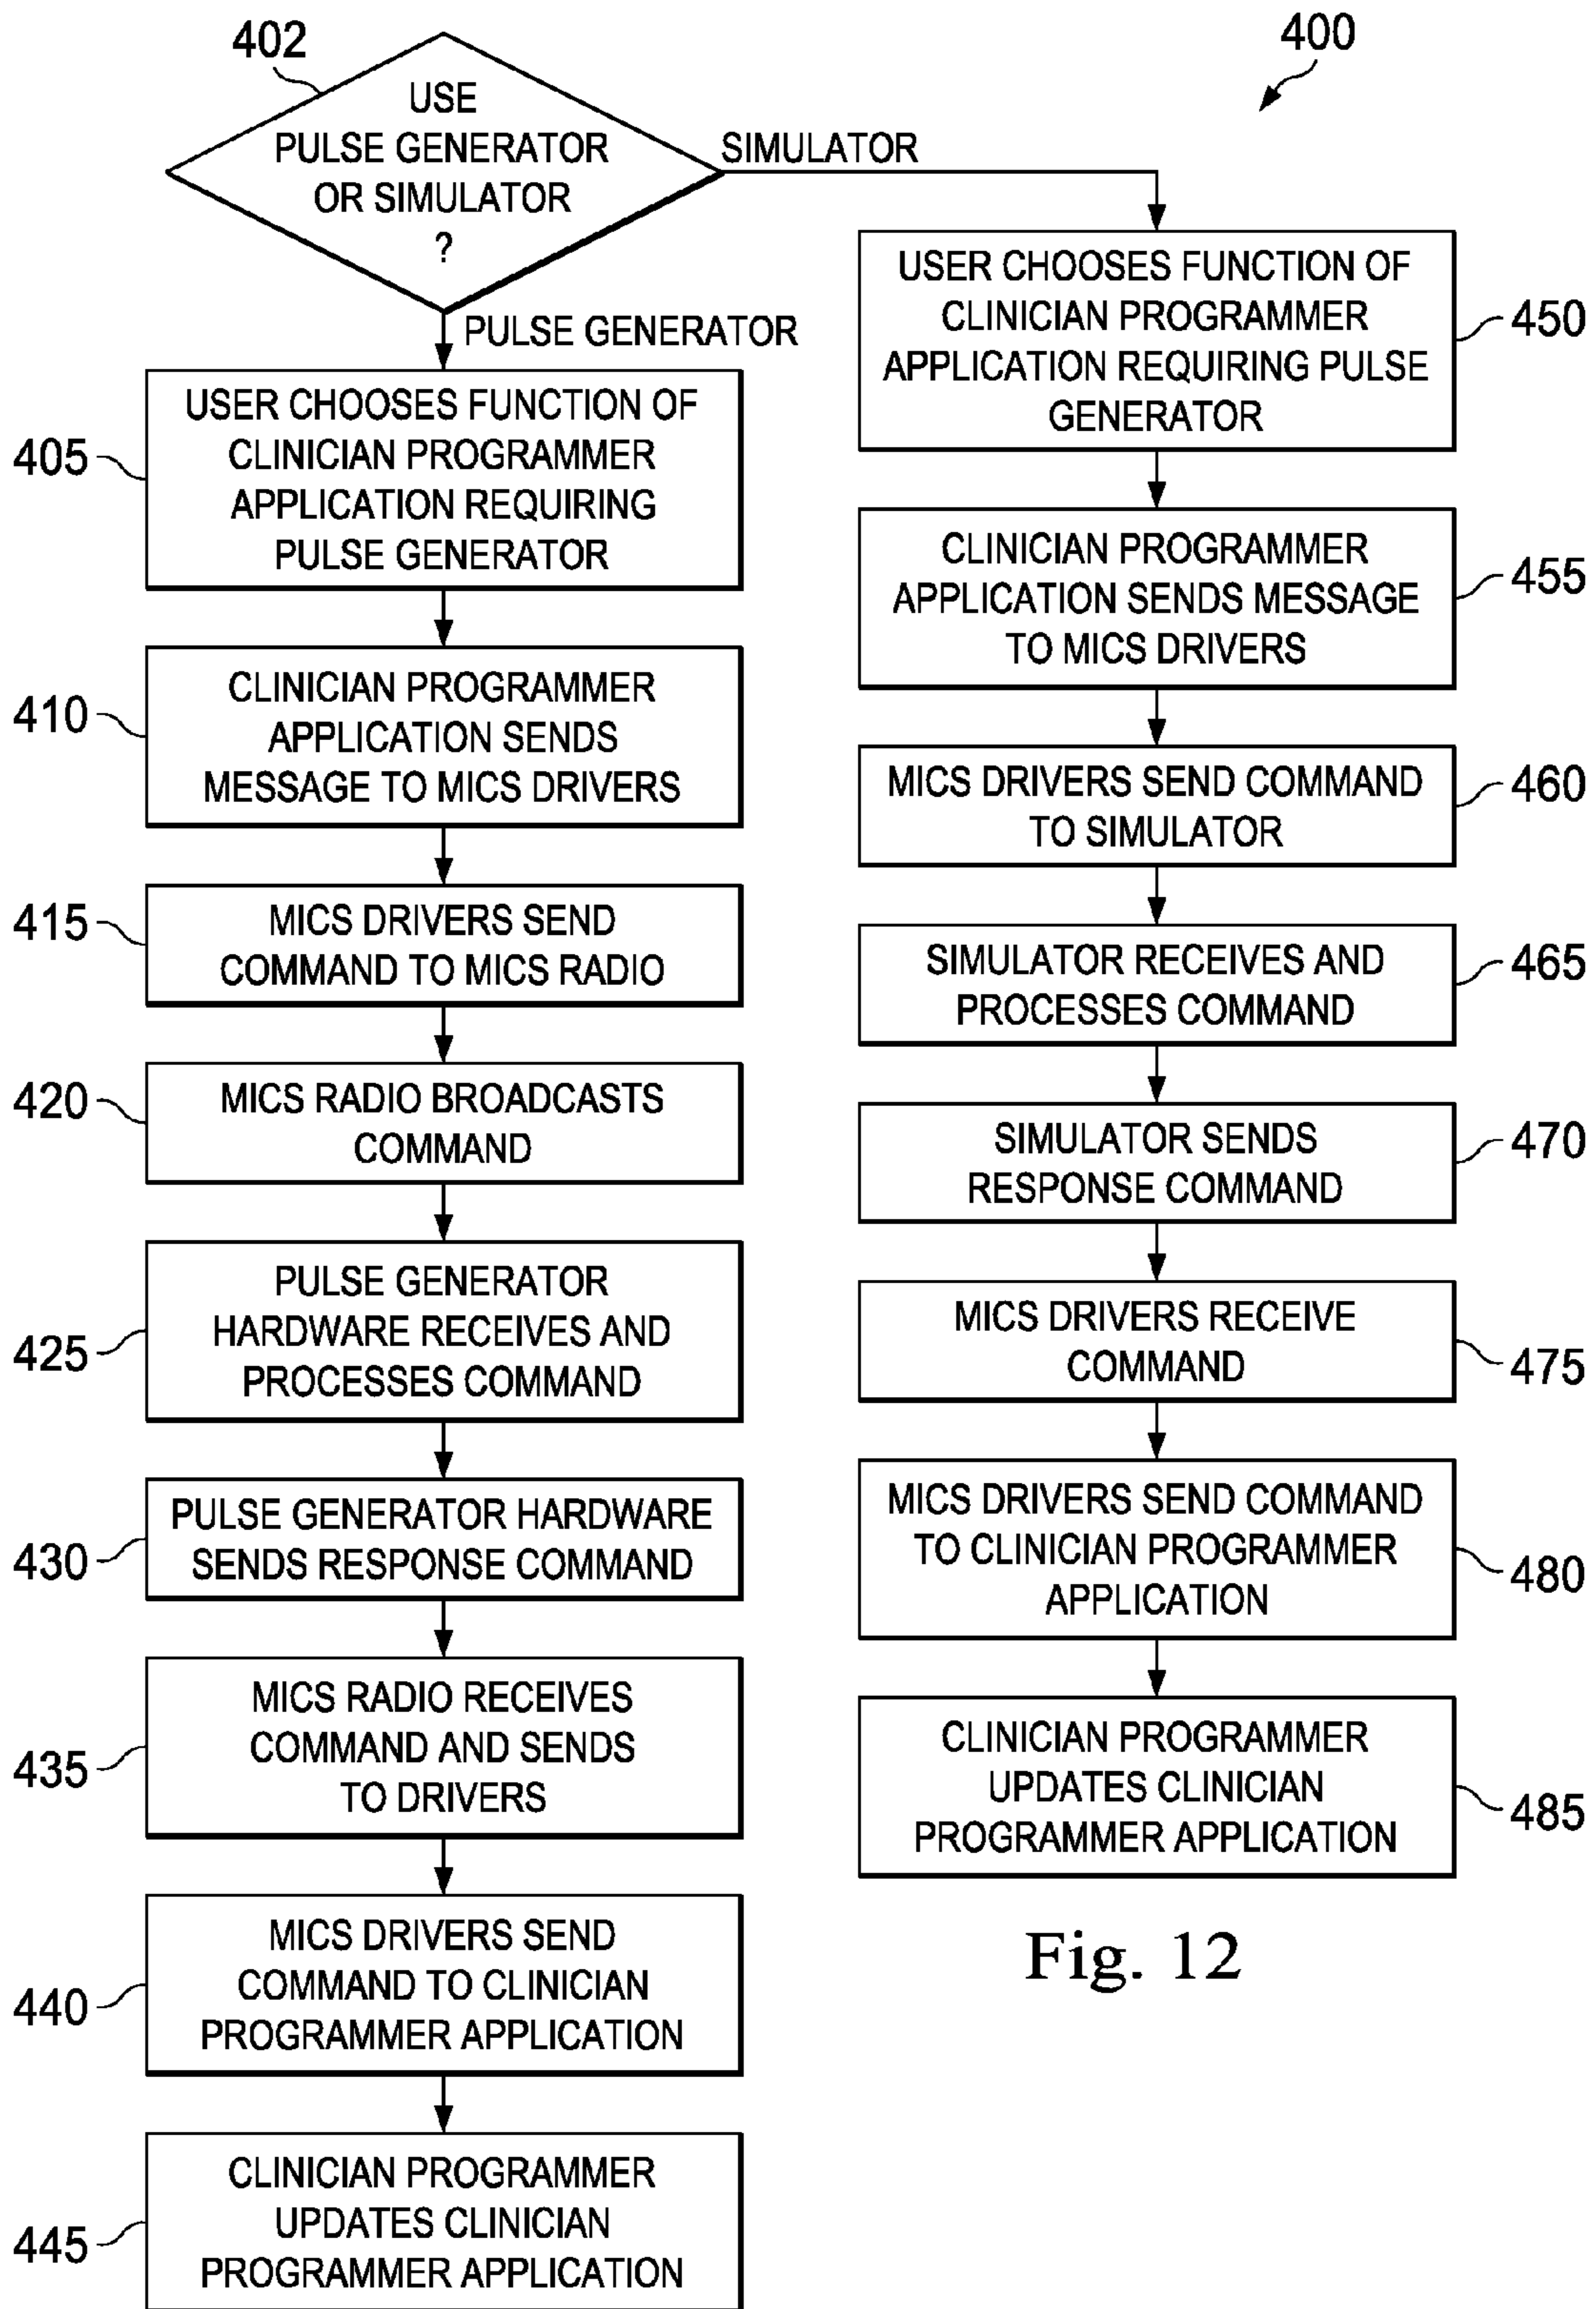 400
402
USE
PULSE GENERATOR
OR SIMULATOR
?
SIMULATOR
PULSE GENERATOR
405
USER CHOOSES FUNCTION OF
CLINICIAN PROGRAMMER
APPLICATION REQUIRING
PULSE GENERATOR
410
CLINICIAN PROGRAMMER
APPLICATION SENDS
MESSAGE TO MICS DRIVERS
415
MICS DRIVERS SEND
COMMAND TO MICS RADIO
420
MICS RADIO BROADCASTS
COMMAND
425
PULSE GENERATOR
HARDWARE RECEIVES AND
PROCESSES COMMAND
430
PULSE GENERATOR HARDWARE
SENDS RESPONSE COMMAND
435
MICS RADIO RECEIVES
COMMAND AND SENDS
TO DRIVERS
440
MICS DRIVERS SEND
COMMAND TO CLINICIAN
PROGRAMMER APPLICATION
445
CLINICIAN PROGRAMMER
UPDATES CLINICIAN
PROGRAMMER APPLICATION
USER CHOOSES FUNCTION OF
CLINICIAN PROGRAMMER
APPLICATION REQUIRING PULSE
GENERATOR
450
CLINICIAN PROGRAMMER
APPLICATION SENDS MESSAGE
TO MICS DRIVERS
455
MICS DRIVERS SEND COMMAND
TO SIMULATOR
460
SIMULATOR RECEIVES AND
PROCESSES COMMAND
465
SIMULATOR SENDS
RESPONSE COMMAND
470
MICS DRIVERS RECEIVE
COMMAND
475
MICS DRIVERS SEND COMMAND
TO CLINICIAN PROGRAMMER
APPLICATION
480
CLINICIAN PROGRAMMER
UPDATES CLINICIAN
PROGRAMMER APPLICATION
485
Fig. 12